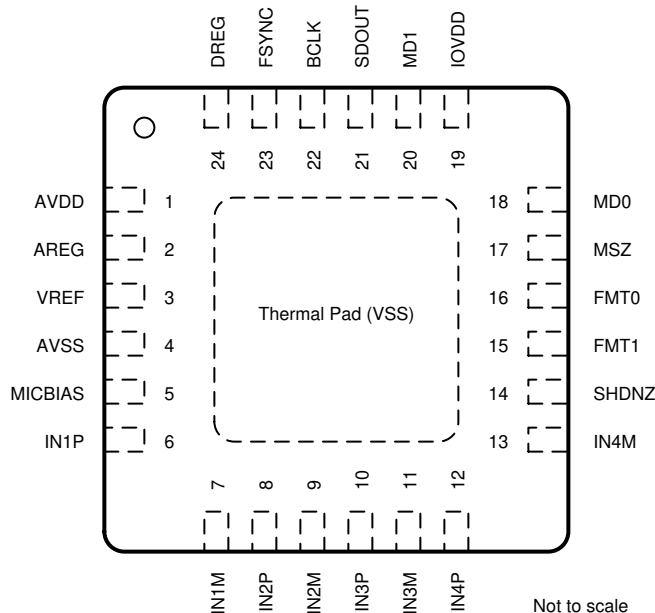 DREG
FSYNC
BCLK
SDOUT
MD1
IOVDD
24
23
22
21
20
19
AVDD 1
AREG 2
VREF 3
AVSS 4
MICBIAS 5
IN1P 6
Thermal Pad (VSS)
18 MD0
17 MSZ
16 FMT0
15 FMT1
14 SHDNZ
13 IN4M
7
8
9
10
11
12
IN1M
IN2P
IN2M
IN3P
IN3M
IN4P
Not to scale